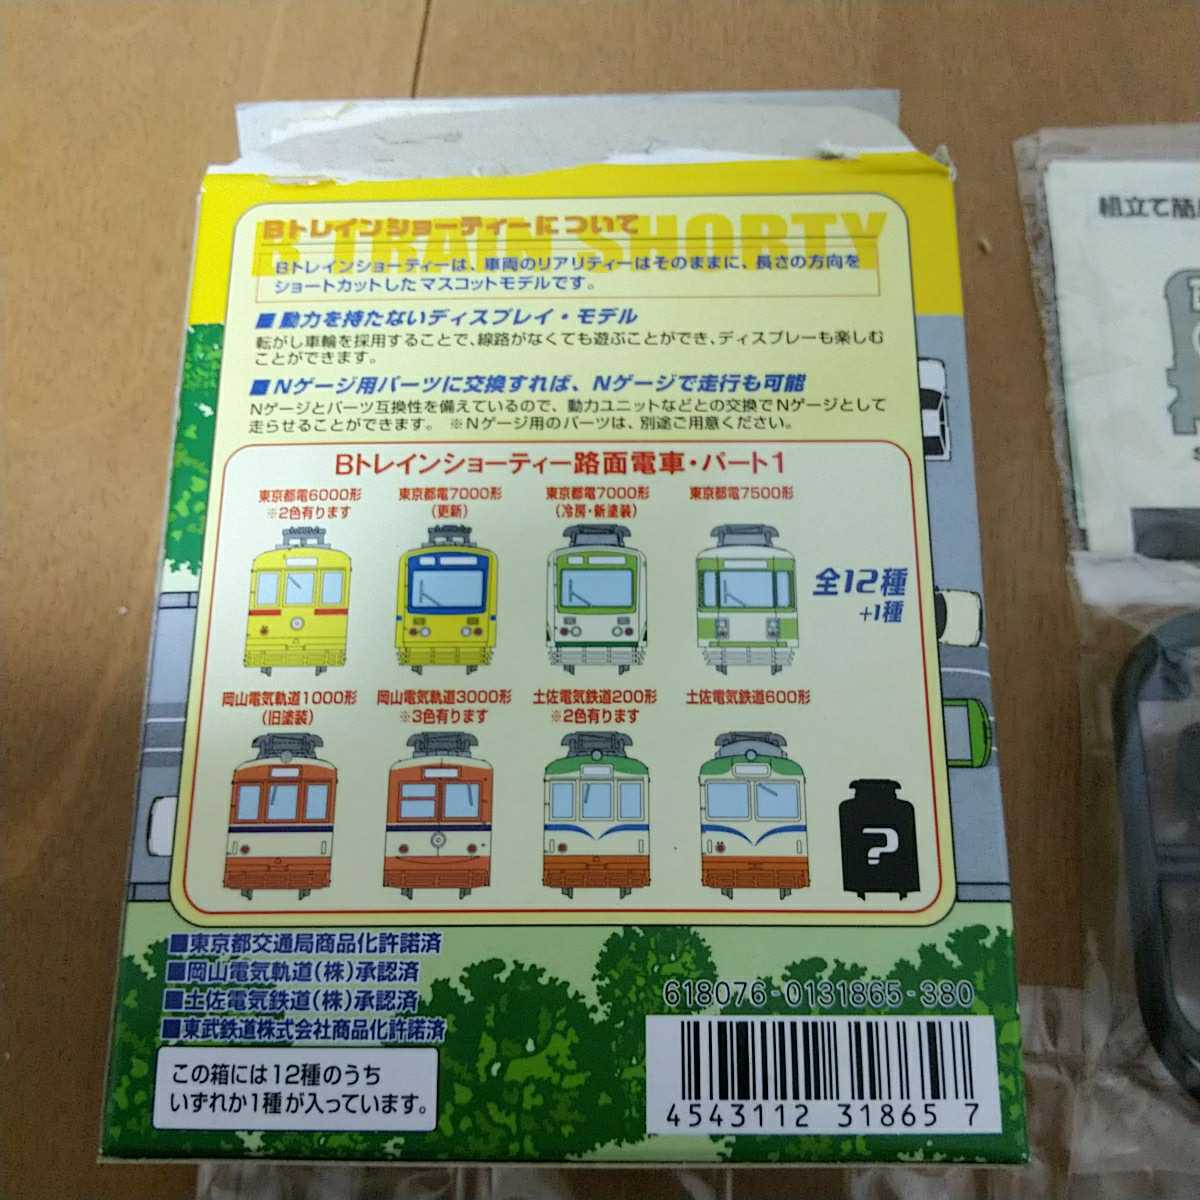 B TRAIN SHORTY
Bトレインショーティーについて
Bトレインショーティーは、車両のリアリティーはそのままに、長さの方向を
ショートカットしたマスコットモデルです。
■ 動力を持たないディスプレイ・モデル
転がし車輪を採用することで、線路がなくても遊ぶことができ、ディスプレーも楽しむ
ことができます。
■ Nゲージ用パーツに交換すれば、Nゲージで走行も可能
Nゲージとパーツ互換性を備えているので、動力ユニットなどとの交換でNゲージとして
走らせることができます。 ※Nゲージ用のパーツは、別途ご用意ください。
Bトレインショーティー路面電車・パート1
東京都電6000形
※2色有ります
東京都電7000形
(更新)
東京都電7000形
(冷房・新塗装)
東京都電7500形
全12種
+1種
岡山電気軌道1000形
(旧塗装)
岡山電気軌道3000形
※3色有ります
土佐電気鉄道200形
※2色有ります
土佐電気鉄道600形
?
■東京都交通局商品化許諾済
■岡山電気軌道(株)承認済
■土佐電気鉄道(株)承認済
■東武鉄道株式会社商品化許諾済
この箱には12種のうち
いずれか1種が入っています。
618076-0131865-380
4543112 31865 7
組立て簡